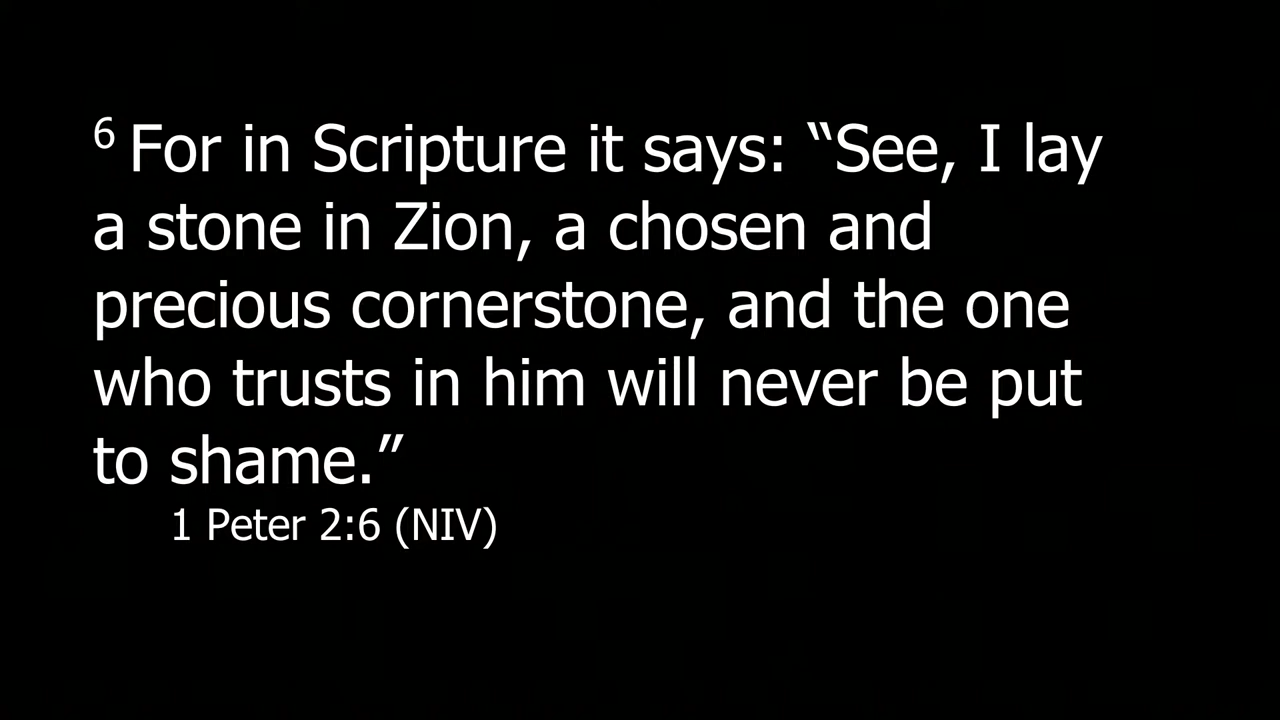 6 For in Scripture it says: “See, I lay
a stone in Zion, a chosen and
precious cornerstone, and the one
who trusts in him will never be put
to shame.”
1 Peter 2:6 (NIV)